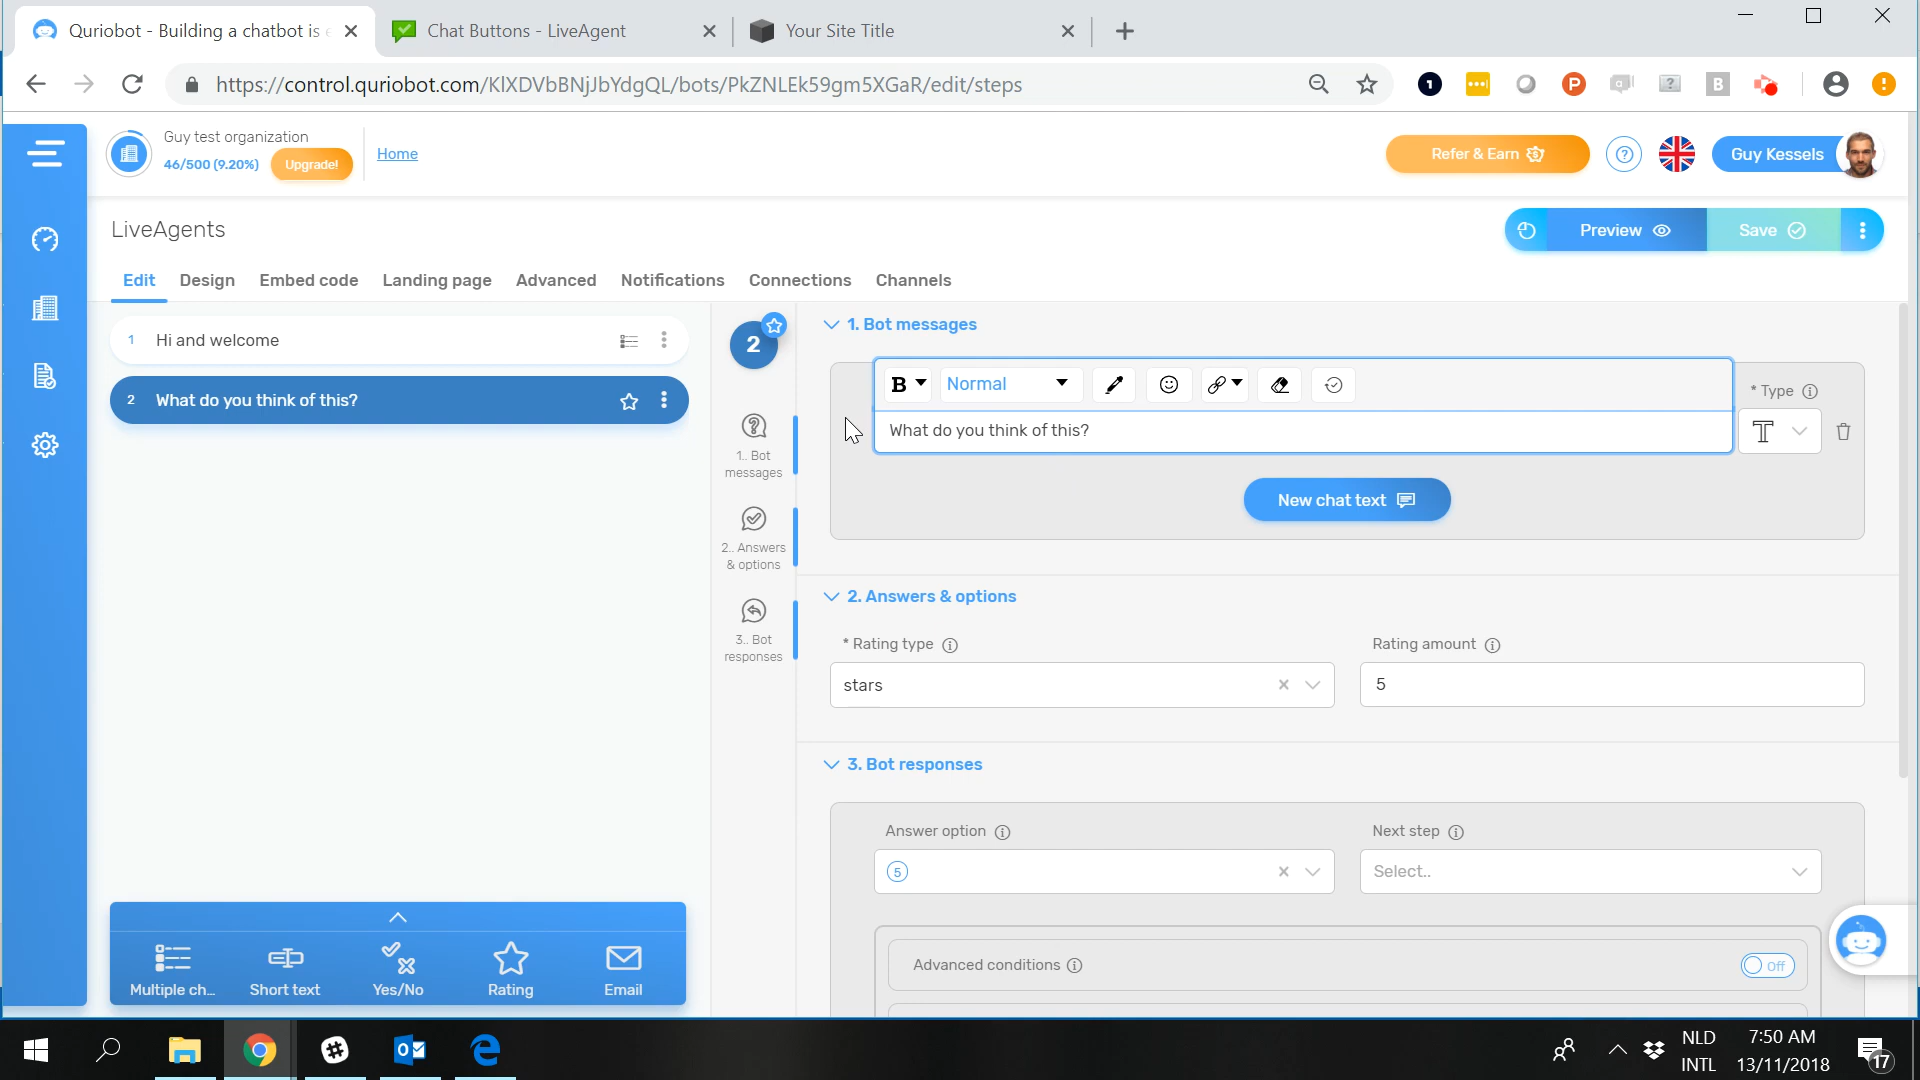 Quriobot - Building a chatbot is
Chat Buttons - LiveAgent
Your Site Title
https://control.quriobot.com/KlXDVbBNjJbYdgQL/bots/PkZNLEk59gm5XGaR/edit/steps
Guy test organization
46/500 (9.20%)
Upgrade!
Home
Refer & Earn
Guy Kessels
LiveAgents
Preview
Save
Edit
Design
Embed code
Landing page
Advanced
Notifications
Connections
Channels
1 Hi and welcome
2 What do you think of this?
2
1.. Bot
messages
2.. Answers
& options
3.. Bot
responses
1. Bot messages
B
Normal
* Type
What do you think of this?
New chat text
2. Answers & options
* Rating type
Rating amount
stars
5
3. Bot responses
Answer option
Next step
5
Select..
Advanced conditions
Off
Multiple ch...
Short text
Yes/No
Rating
Email
NLD
INTL
7:50 AM
13/11/2018
17